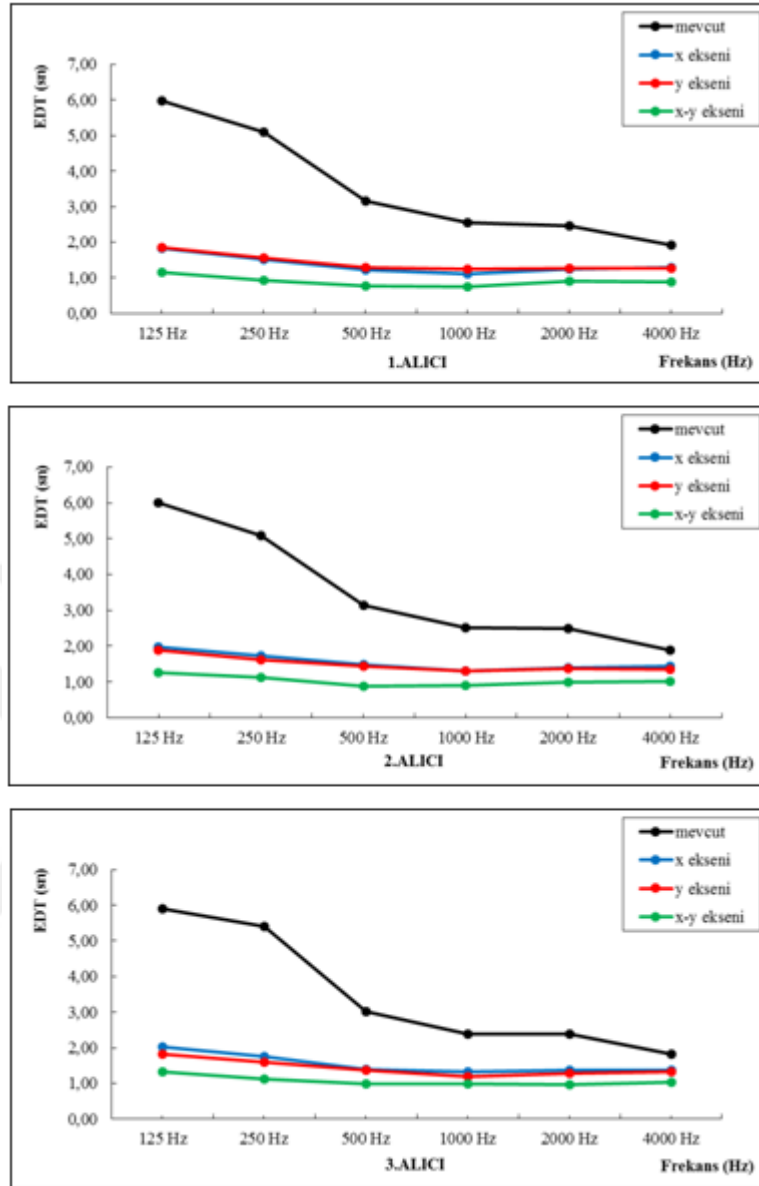 mevcut
x ekseni
y ekseni
x-y ekseni
EDT (sn)
7,00
6,00
5,00
4,00
3,00
2,00
1,00
0,00
125 Hz 250 Hz 500 Hz 1000 Hz 2000 Hz 4000 Hz
1.ALICI Frekans (Hz)
mevcut
x ekseni
y ekseni
x-y ekseni
EDT (sn)
7,00
6,00
5,00
4,00
3,00
2,00
1,00
0,00
125 Hz 250 Hz 500 Hz 1000 Hz 2000 Hz 4000 Hz
2.ALICI Frekans (Hz)
mevcut
x ekseni
y ekseni
x-y ekseni
EDT (sn)
7,00
6,00
5,00
4,00
3,00
2,00
1,00
0,00
125 Hz 250 Hz 500 Hz 1000 Hz 2000 Hz 4000 Hz
3.ALICI Frekans (Hz)